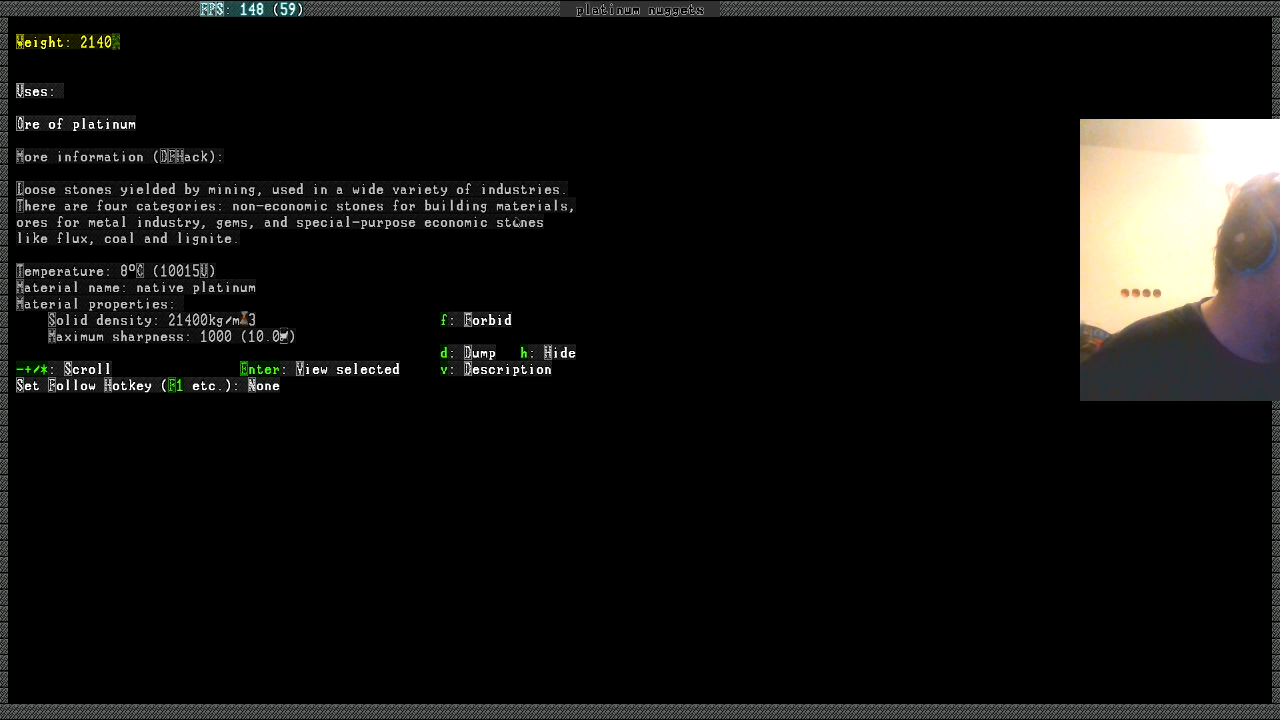 FPS: 148 (59)
platinum nuggets
Weight: 2140
Uses:
Ore of platinum
More information (DFHack):
Loose stones yielded by mining, used in a wide variety of industries.
There are four categories: non-economic stones for building materials,
ores for metal industry, gems, and special-purpose economic stones
like flux, coal and lignite.
Temperature: 8°C (10015U)
Material name: native platinum
Material properties:
Solid density: 21400kg/m 3
Maximum sharpness: 1000 (10.0 )
f: Forbid
d: Dump h: Hide
-+/*: Scroll Enter: View selected v: Description
Set Follow Hotkey (F1 etc.): None